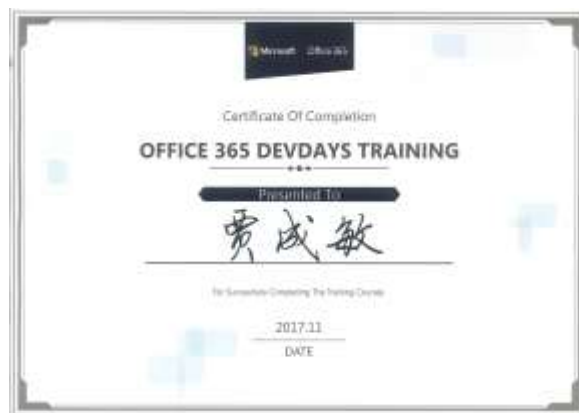 Microsoft Office 365
Certificate Of Completion
OFFICE 365 DEVDAYS TRAINING
Presented To
贾成敏
For Successfully Completing The Training Courses
2017.11
DATE